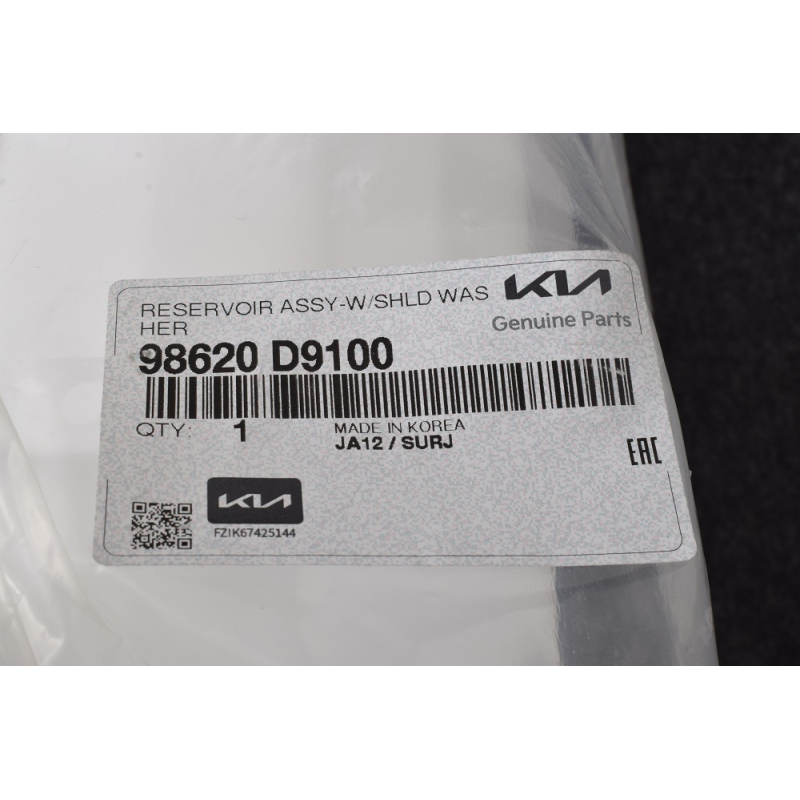 RESERVOIR ASSY-W/SHLD WAS
HER
KIA
Genuine Parts
98620 D9100
QTY: 1
MADE IN KOREA
JA12 / SURJ
EAC
KIA
FZIK67425144